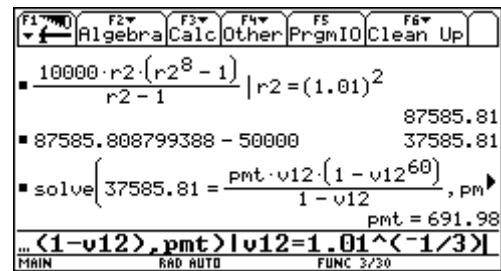 F1 F2 F3 F4 F5 F6
Algebra Calc Other PrgmIO Clean Up
10000·r2·(r2^8 - 1)
r2 - 1
| r2 = (1.01)^2
87585.81
87585.808799388 - 50000 37585.81
solve(37585.81 = pmt·v12·(1 - v12^60)
1 - v12
, pm
pmt = 691.98
…(1-v12),pmt)|v12=1.01^(-1/3)
MAIN RAD AUTO FUNC 3/30